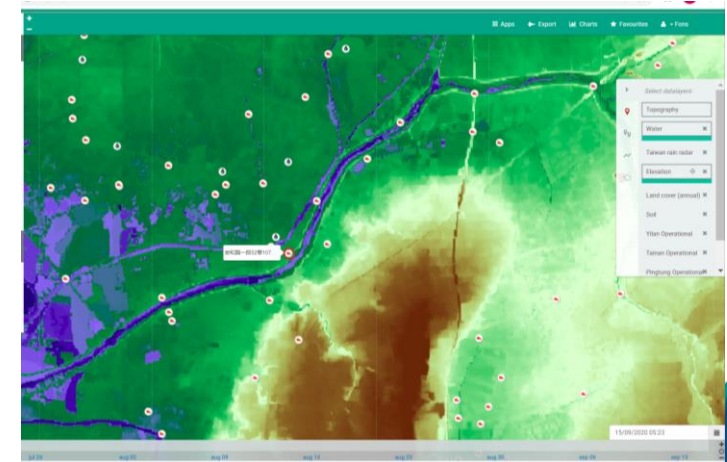 Apps
Export
Charts
Favourites
Fons
Select datalayers
Topography
Water
Taiwan rain radar
Elevation
Land cover (annual)
Soil
Yilan Operational
Tainan Operational
Pingtung Operational
15/09/2020 05:23
jul 26
aug 02
aug 09
aug 16
aug 23
aug 30
sep 06
sep 13